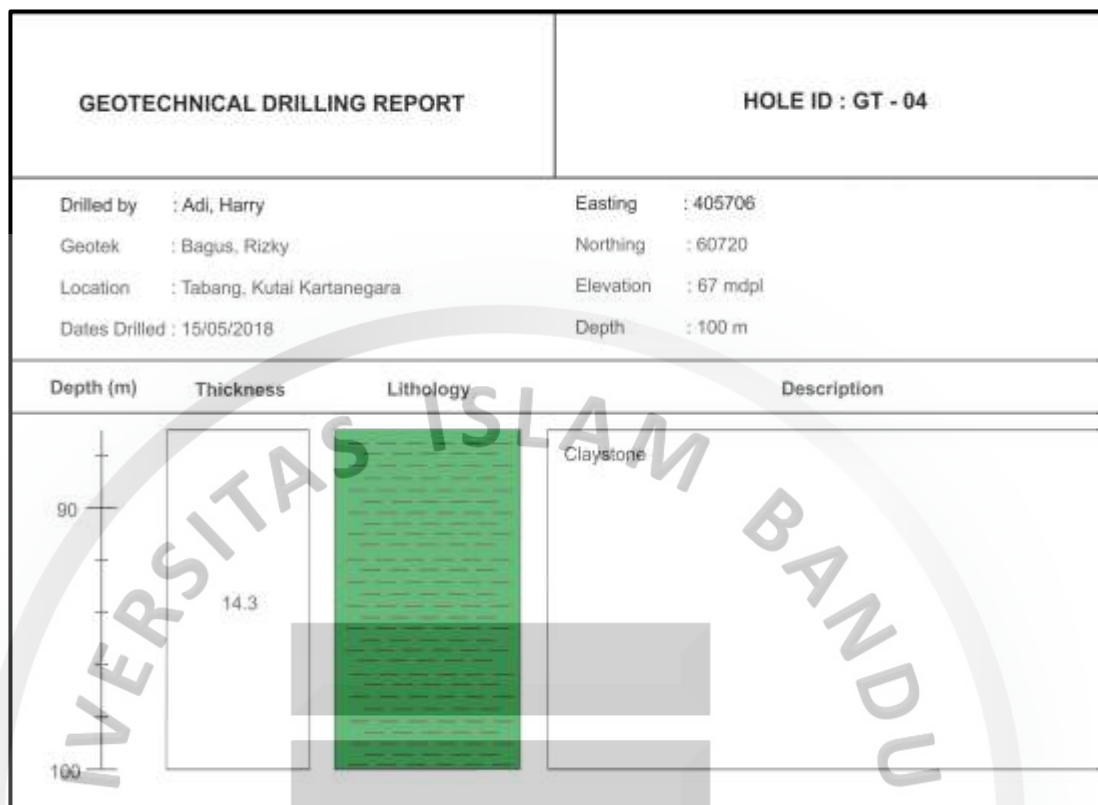 GEOTECHNICAL DRILLING REPORT
HOLE ID : GT - 04
Drilled by : Adi, Harry
Geotek : Bagus, Rizky
Location : Tabang, Kutai Kartanegara
Dates Drilled : 15/05/2018
Easting : 405706
Northing : 60720
Elevation : 67 mdpl
Depth : 100 m
Depth (m) Thickness Lithology Description
Claystone
90
14.3
100
IVERSITAS ISLAM BANDU